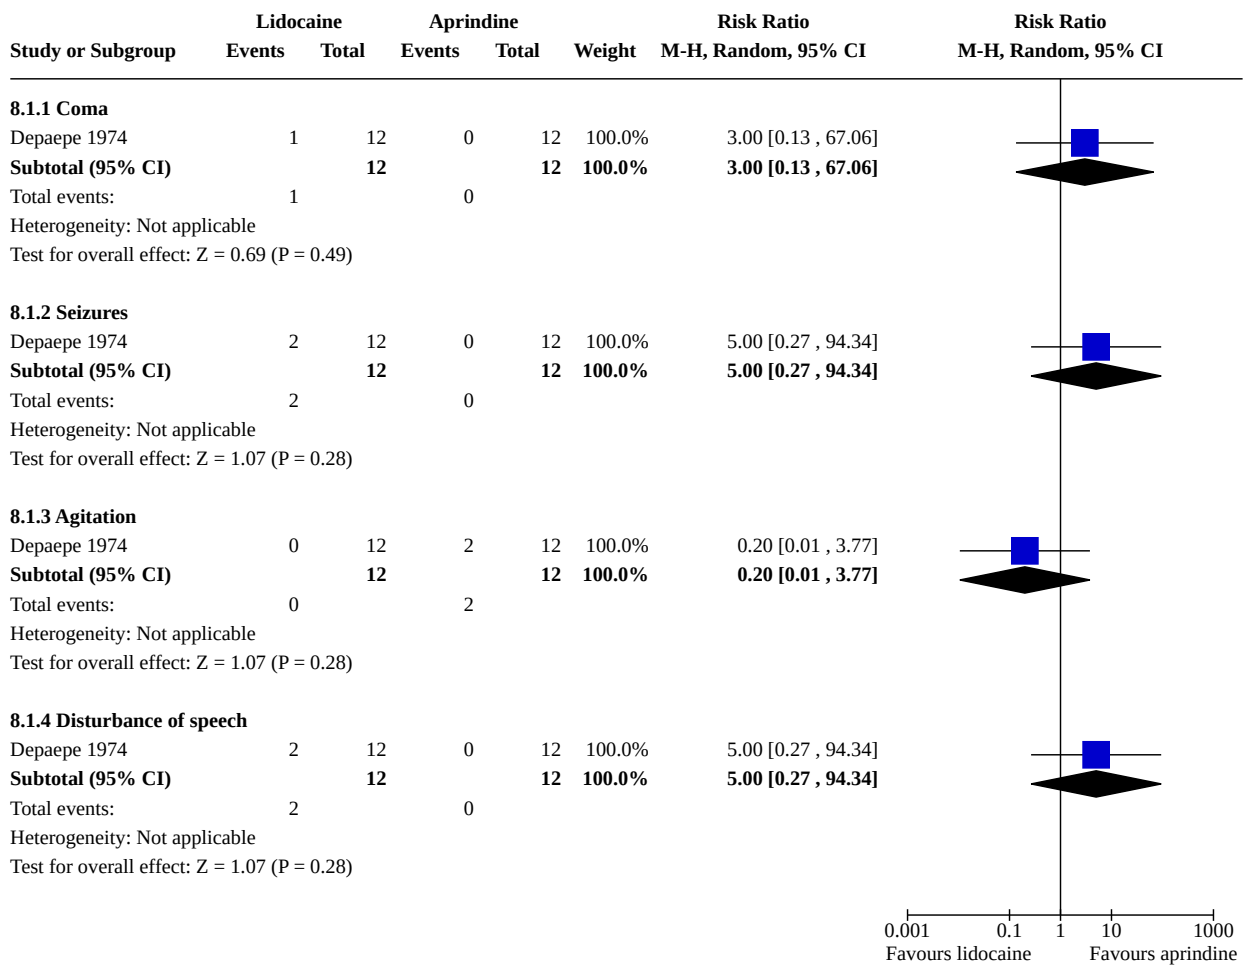 Lidocaine Aprindine Risk Ratio Risk Ratio
Study or Subgroup Events Total Events Total Weight M-H, Random, 95% CI M-H, Random, 95% CI
8.1.1 Coma
Depaepe 1974 1 12 0 12 100.0% 3.00 [0.13 , 67.06]
Subtotal (95% CI) 12 12 100.0% 3.00 [0.13 , 67.06]
Total events: 1 0
Heterogeneity: Not applicable
Test for overall effect: Z = 0.69 (P = 0.49)
8.1.2 Seizures
Depaepe 1974 2 12 0 12 100.0% 5.00 [0.27 , 94.34]
Subtotal (95% CI) 12 12 100.0% 5.00 [0.27 , 94.34]
Total events: 2 0
Heterogeneity: Not applicable
Test for overall effect: Z = 1.07 (P = 0.28)
8.1.3 Agitation
Depaepe 1974 0 12 2 12 100.0% 0.20 [0.01 , 3.77]
Subtotal (95% CI) 12 12 100.0% 0.20 [0.01 , 3.77]
Total events: 0 2
Heterogeneity: Not applicable
Test for overall effect: Z = 1.07 (P = 0.28)
8.1.4 Disturbance of speech
Depaepe 1974 2 12 0 12 100.0% 5.00 [0.27 , 94.34]
Subtotal (95% CI) 12 12 100.0% 5.00 [0.27 , 94.34]
Total events: 2 0
Heterogeneity: Not applicable
Test for overall effect: Z = 1.07 (P = 0.28)
0.001 0.1 1 10 1000
Favours lidocaine Favours aprindine